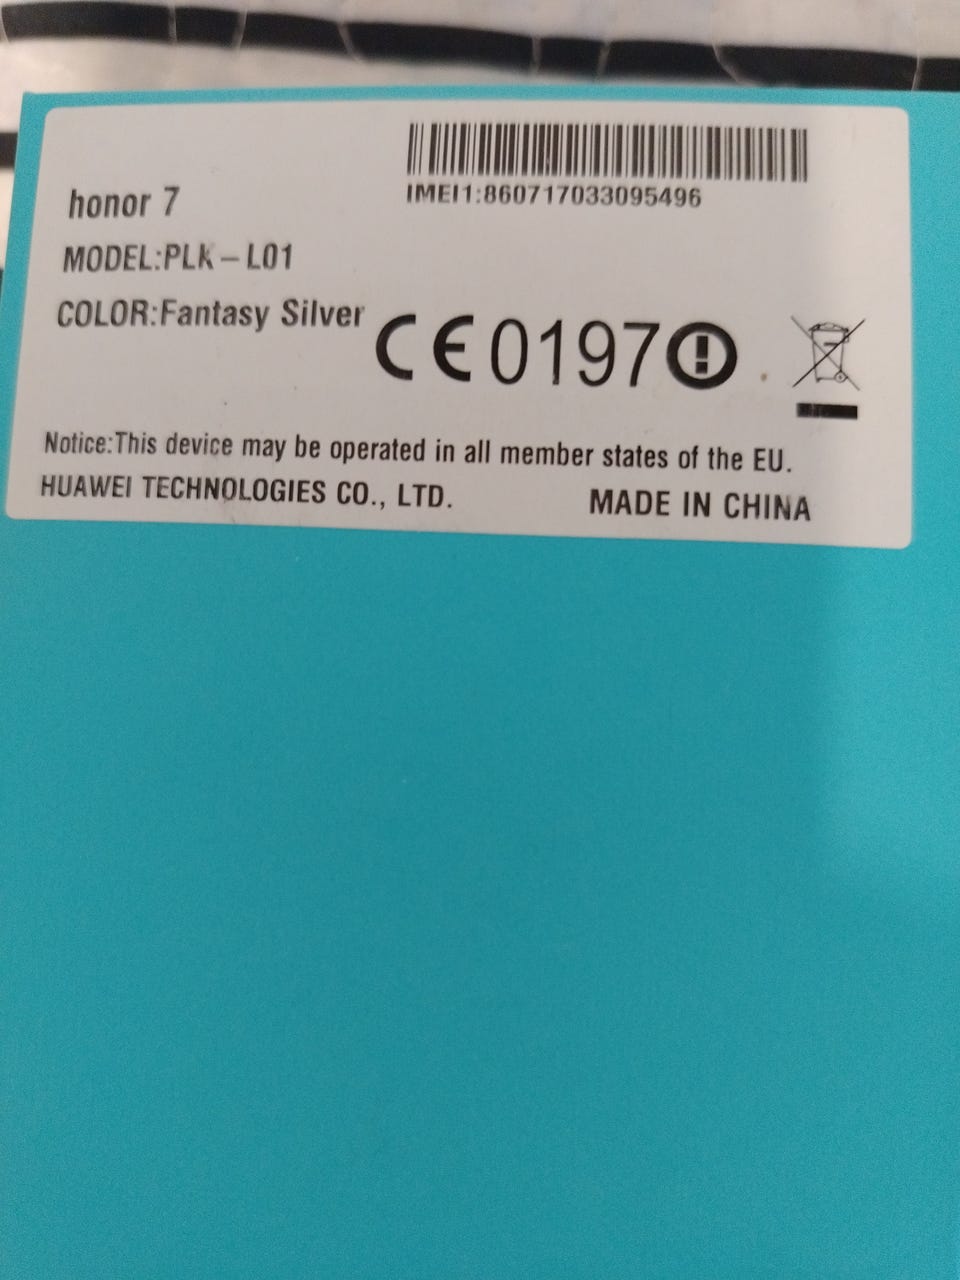 IMEI1:860717033095496
honor 7
MODEL:PLK-L01
COLOR:Fantasy Silver
CE0197
Notice:This device may be operated in all member states of the EU.
HUAWEI TECHNOLOGIES CO., LTD. MADE IN CHINA